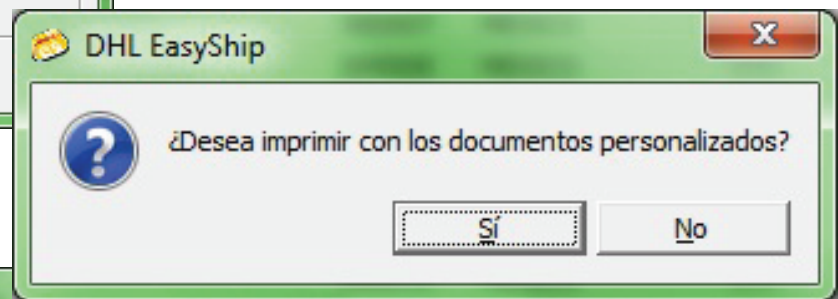 DHL EasyShip
¿Desea imprimir con los documentos personalizados?
Sí
No